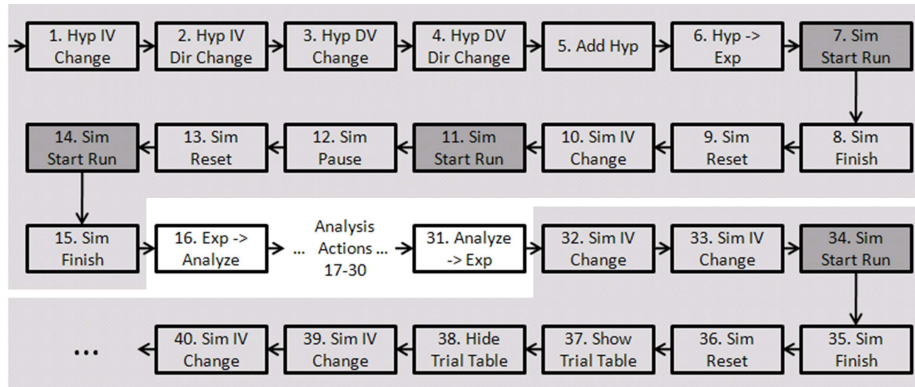 1. Hyp IV
Change
2. Hyp IV
Dir Change
3. Hyp DV
Change
4. Hyp DV
Dir Change
5. Add Hyp
6. Hyp ->
Exp
7. Sim
Start Run
14. Sim
Start Run
13. Sim
Reset
12. Sim
Pause
11. Sim
Start Run
10. Sim IV
Change
9. Sim
Reset
8. Sim
Finish
15. Sim
Finish
16. Exp ->
Analyze
Analysis
... Actions ...
17-30
31. Analyze
-> Exp
32. Sim IV
Change
33. Sim IV
Change
34. Sim
Start Run
...
40. Sim IV
Change
39. Sim IV
Change
38. Hide
Trial Table
37. Show
Trial Table
36. Sim
Reset
35. Sim
Finish